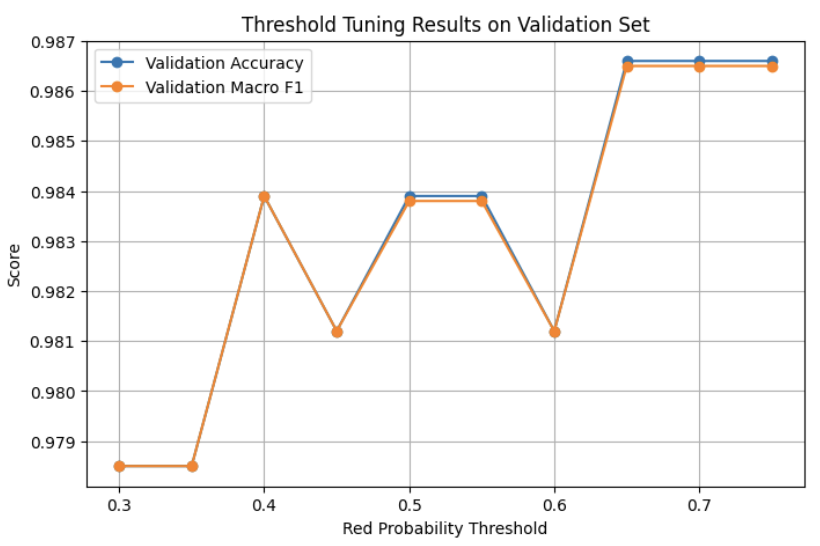 Threshold Tuning Results on Validation Set
0.987
0.986
0.985
0.984
0.983
0.982
0.981
0.980
0.979
Score
Validation Accuracy
Validation Macro F1
0.3 0.4 0.5 0.6 0.7
Red Probability Threshold